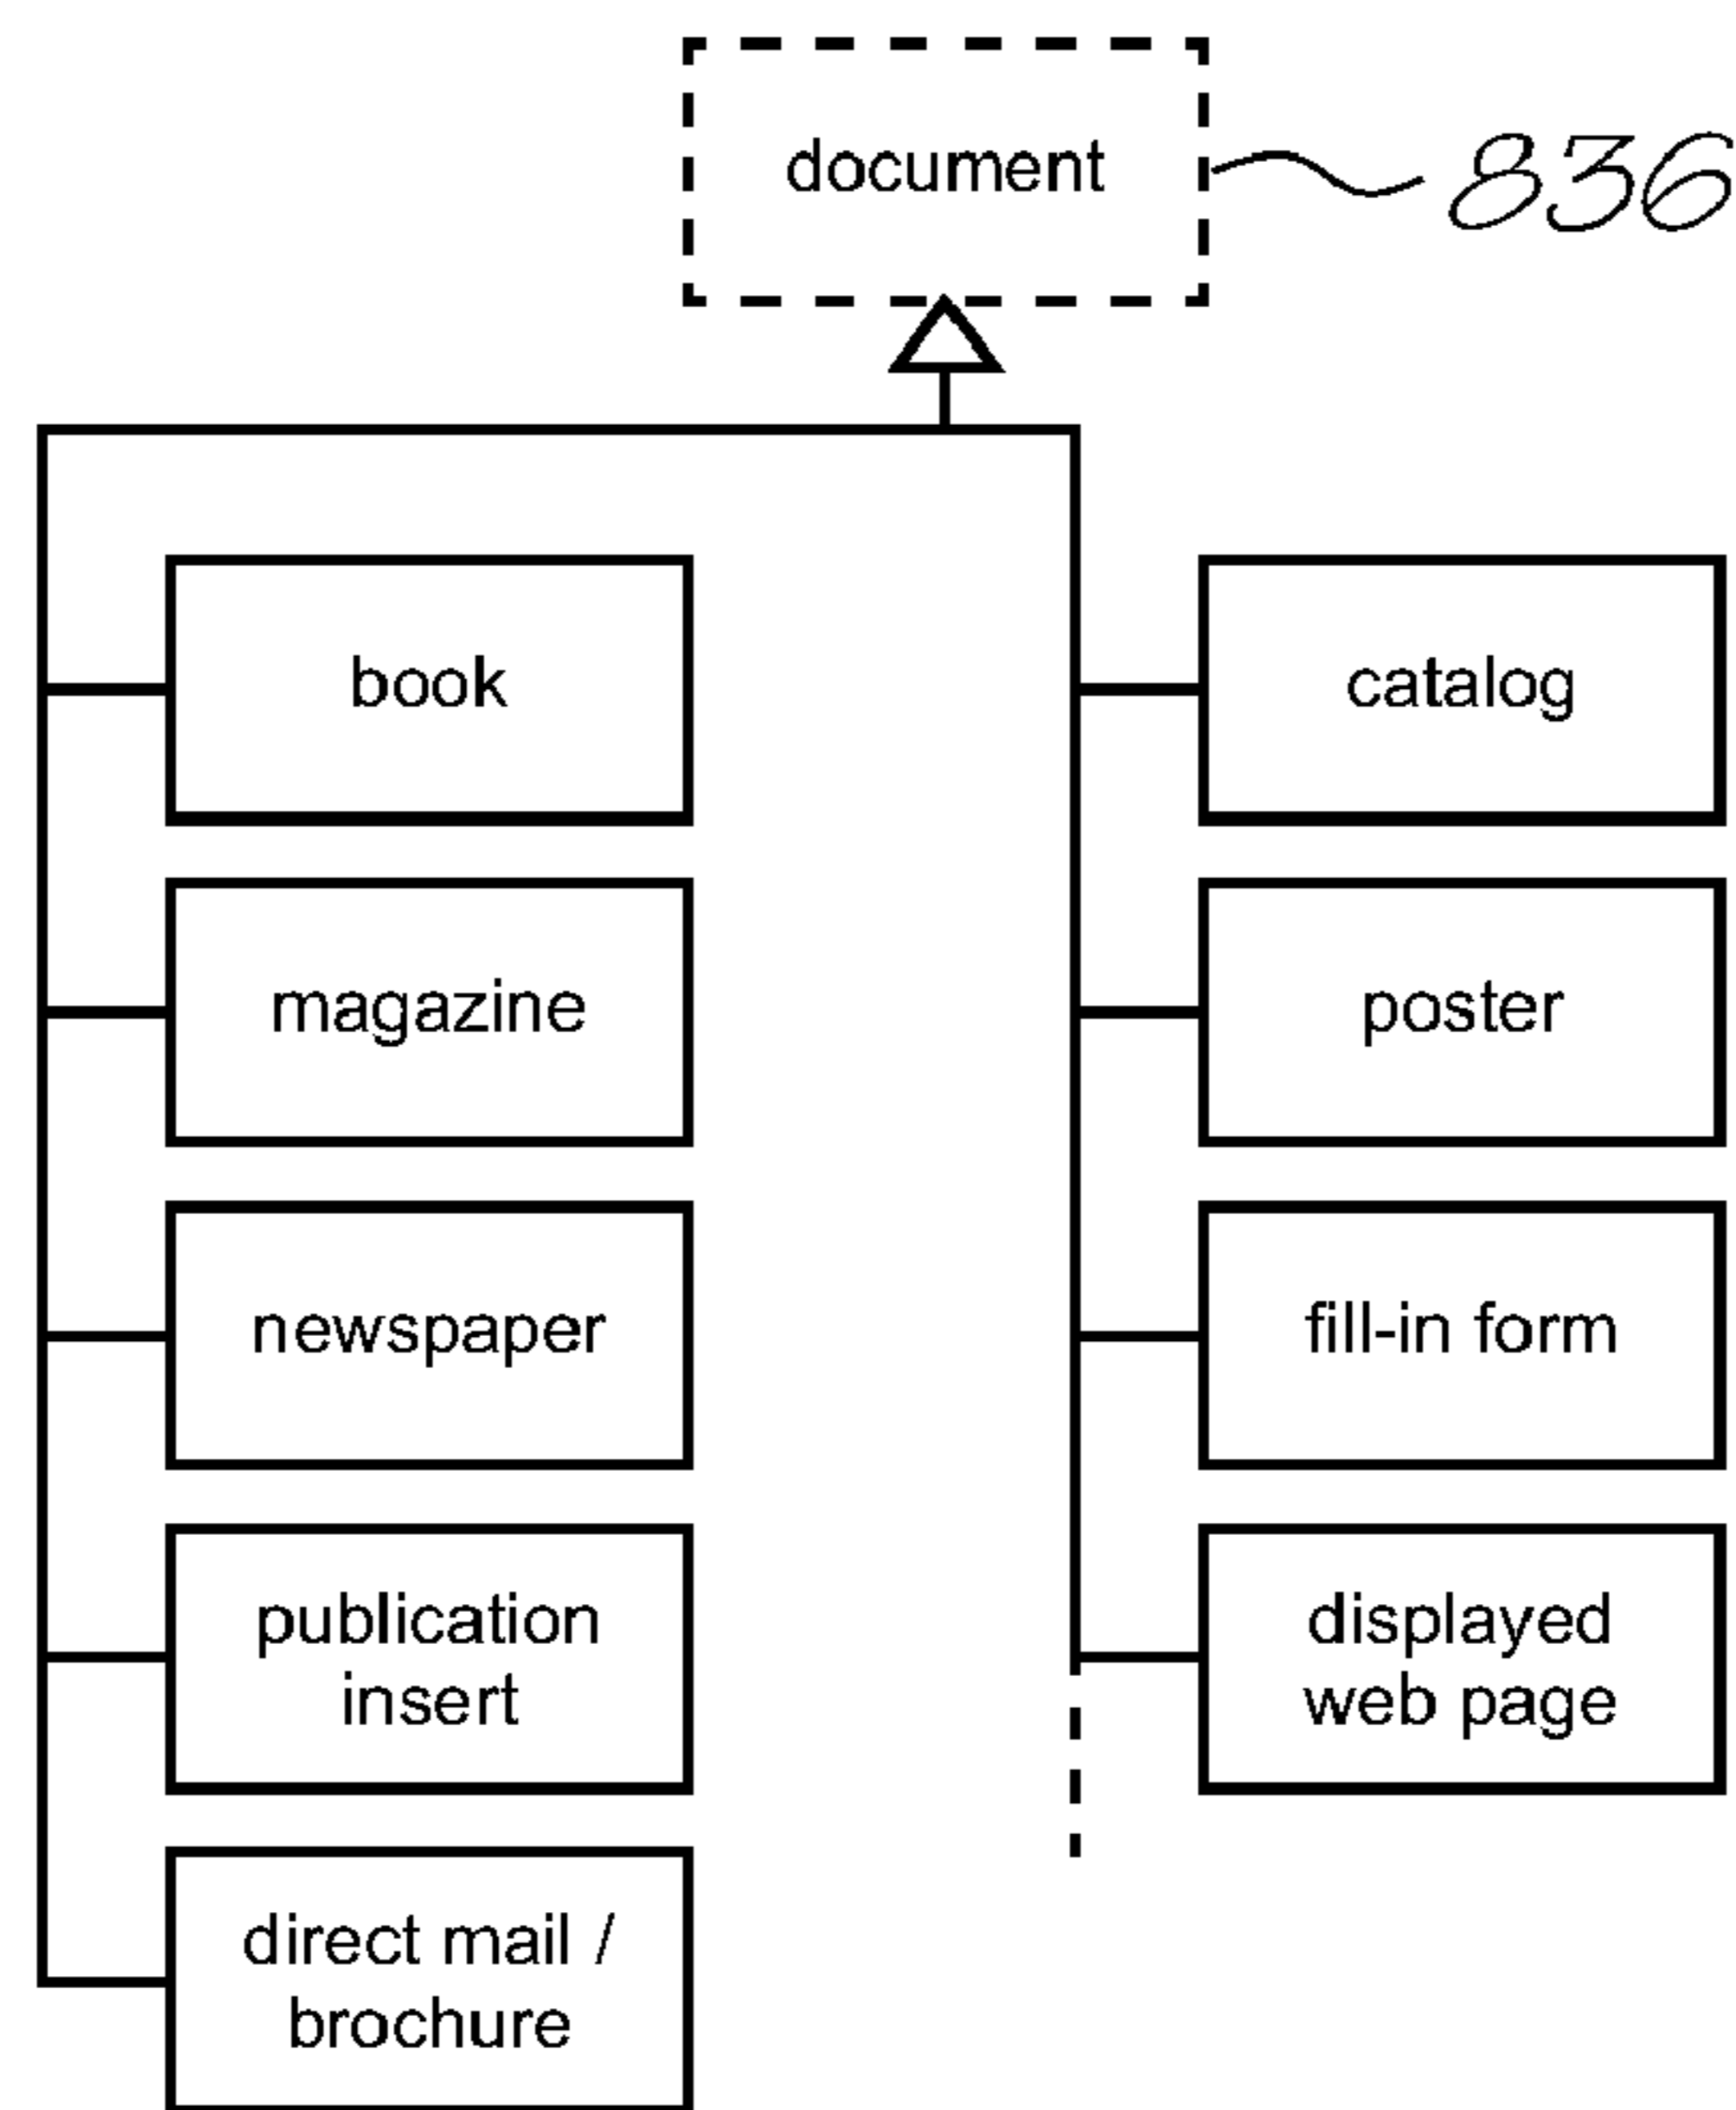 document
836
book
magazine
newspaper
publication
insert
direct mail /
brochure
catalog
poster
fill-in form
displayed
web page